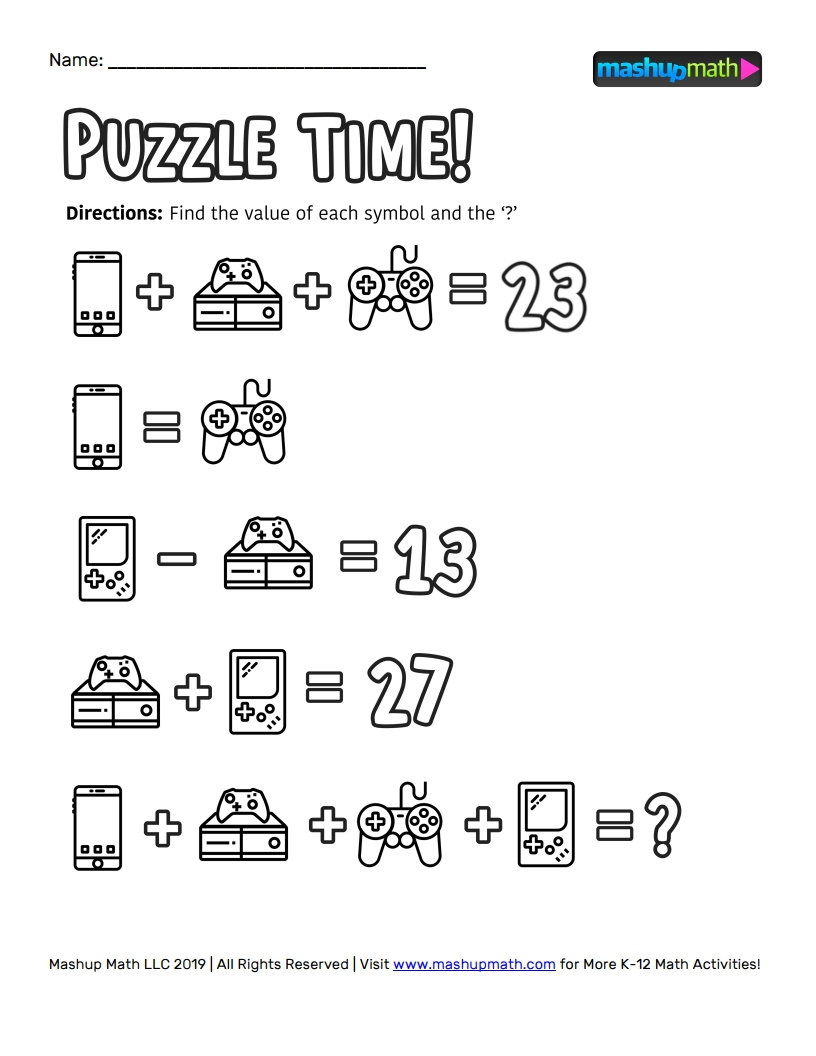 Name: ___________________________________
mashupmath
PUZZLE TIME!
Directions: Find the value of each symbol and the ‘?’
+ + = 23
=
- = 13
+ = 27
+ + + = ?
Mashup Math LLC 2019 | All Rights Reserved | Visit www.mashupmath.com for More K-12 Math Activities!